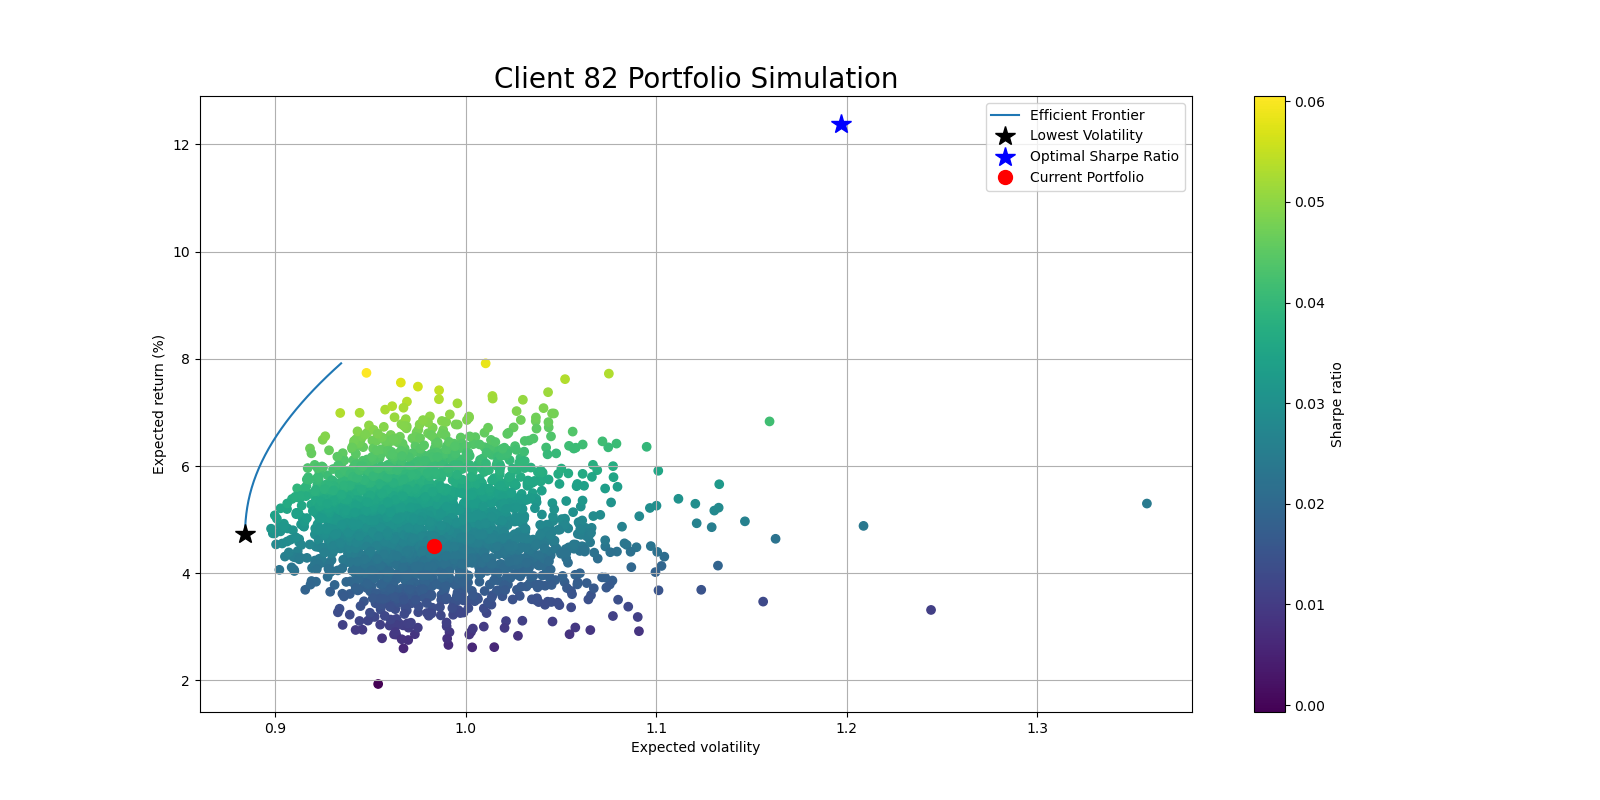 Client 82 Portfolio Simulation
Efficient Frontier
Lowest Volatility
Optimal Sharpe Ratio
Current Portfolio
12
10
8
6
4
2
Expected return (%)
0.9
1.0
1.1
1.2
1.3
Expected volatility
0.06
0.05
0.04
0.03
0.02
0.01
0.00
Sharpe ratio